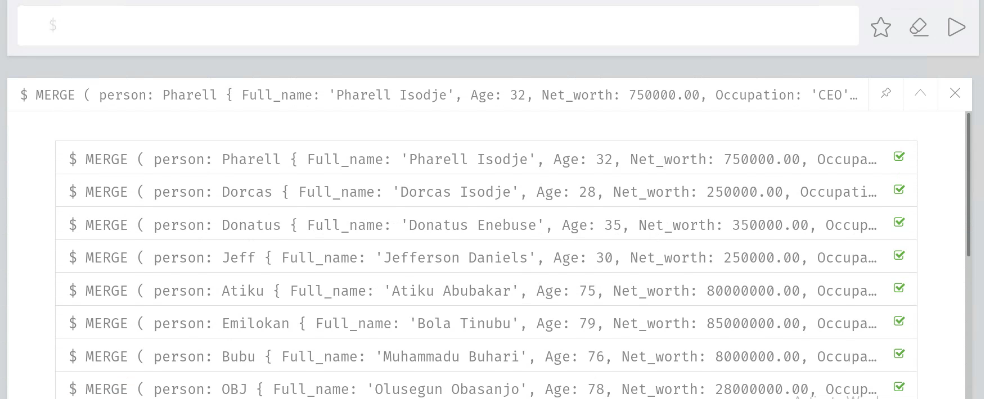 $
$ MERGE ( person: Pharell { Full_name: 'Pharell Isodje', Age: 32, Net_worth: 750000.00, Occupation: 'CEO'…
$ MERGE ( person: Pharell { Full_name: 'Pharell Isodje', Age: 32, Net_worth: 750000.00, Occupa…
$ MERGE ( person: Dorcas { Full_name: 'Dorcas Isodje', Age: 28, Net_worth: 250000.00, Occupati…
$ MERGE ( person: Donatus { Full_name: 'Donatus Enebuse', Age: 35, Net_worth: 350000.00, Occup…
$ MERGE ( person: Jeff { Full_name: 'Jefferson Daniels', Age: 30, Net_worth: 250000.00, Occupa…
$ MERGE ( person: Atiku { Full_name: 'Atiku Abubakar', Age: 75, Net_worth: 80000000.00, Occupa…
$ MERGE ( person: Emilokan { Full_name: 'Bola Tinubu', Age: 79, Net_worth: 85000000.00, Occupa…
$ MERGE ( person: Bubu { Full_name: 'Muhammadu Buhari', Age: 76, Net_worth: 8000000.00, Occupa…
$ MERGE ( person: OBJ { Full_name: 'Olusegun Obasanjo', Age: 78, Net_worth: 28000000.00, Occup…